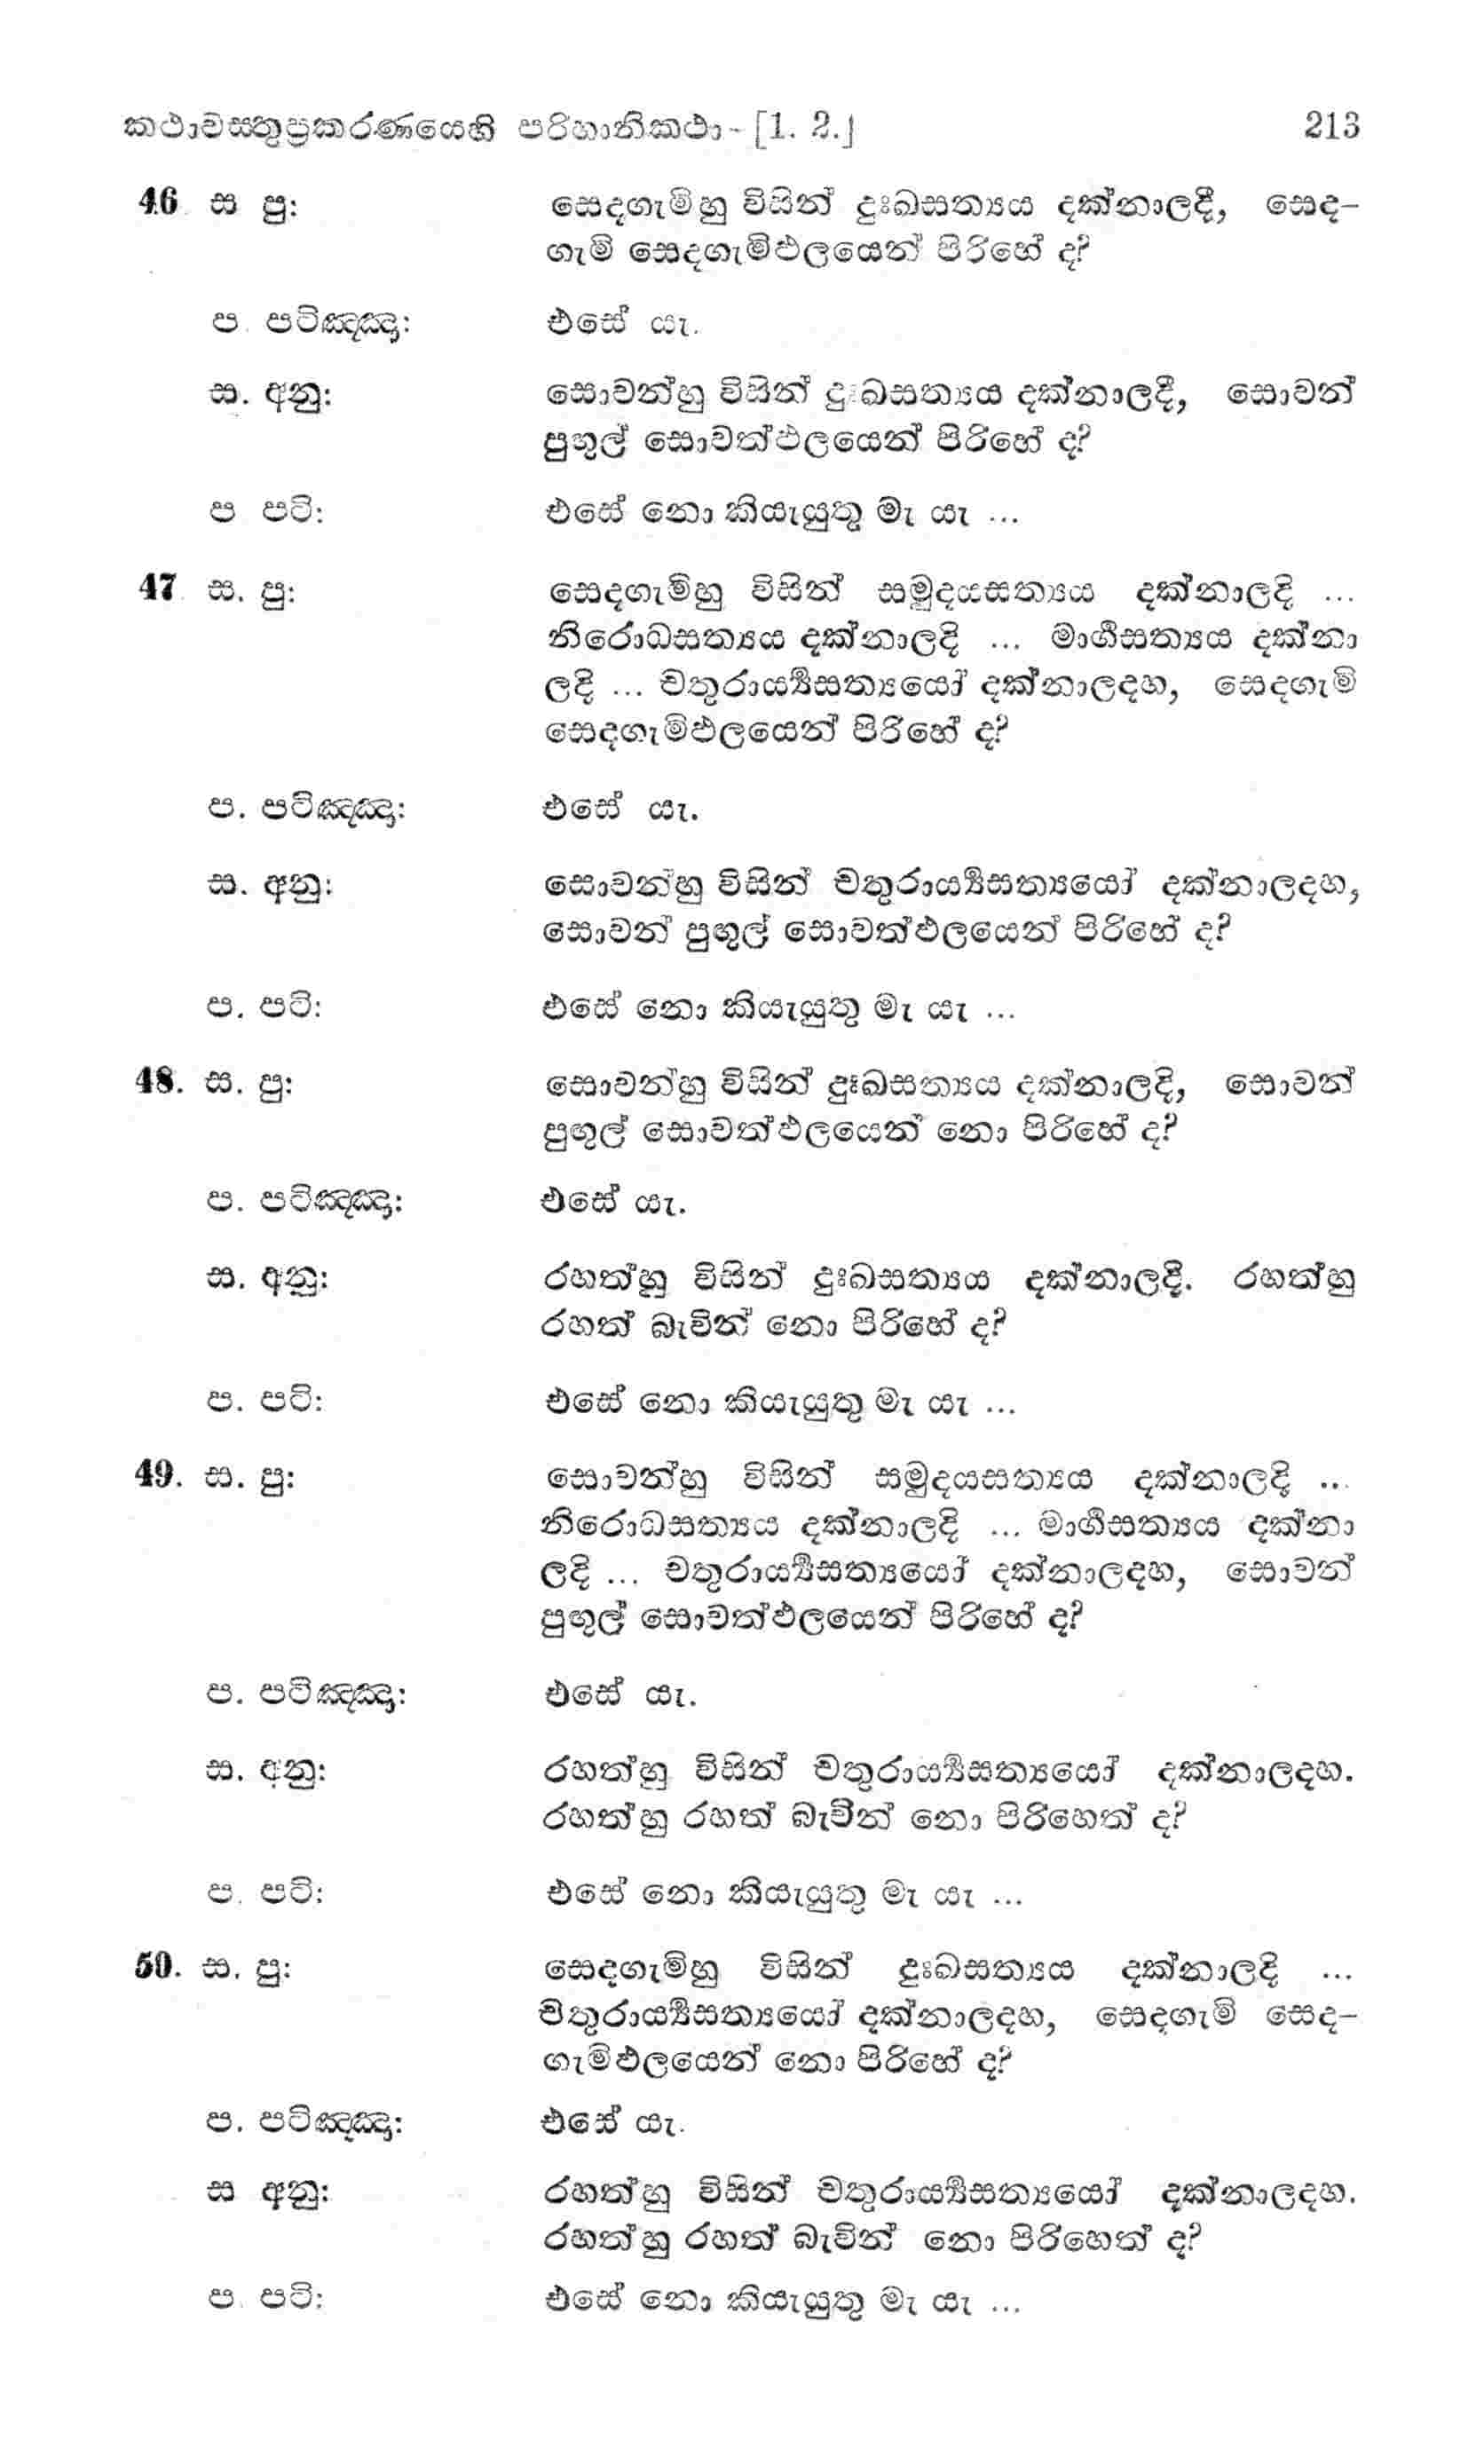 කථාවස්තුප්‍රකරණයෙහි පරිහානිකථා - [1. 2.] 213
46 ස පු: සෙදගැමිහු විසින් දුඃඛසත්‍යය දක්නාලදී, සෙද-
ගැමි සෙදගැමිඵලයෙන් පිරිහේ ද?
ප. පටිඤ්ඤා: එසේ යැ.
ස. අනු: සොවන්හු විසින් දුඃඛසත්‍යය දක්නාලදී, සොවන්
පුඟුල් සොවන්ඵලයෙන් පිරිහේ ද?
ප පටි: එසේ නො කියැයුතු මැ යැ ...
47 ස. පු: සෙදගැමිහු විසින් සමුදයසත්‍යය දක්නාලදි ...
නිරොධසත්‍යය දක්නාලදි ... මාර්ගසත්‍යය දක්නා
ලදි ... චතුරාර්ය්‍යසත්‍යයෝ දක්නාලදහ, සෙදගැමි
සෙදගැමිඵලයෙන් පිරිහේ ද?
ප. පටිඤ්ඤා: එසේ යැ.
ස. අනු: සොවන්හු විසින් චතුරාර්ය්‍යසත්‍යයෝ දක්නාලදහ,
සොවන් පුඟුල් සොවන්ඵලයෙන් පිරිහේ ද?
ප. පටි: එසේ නො කියැයුතු මැ යැ ...
48. ස. පු: සොවන්හු විසින් දුඃඛසත්‍යය දක්නාලදි, සොවන්
පුඟුල් සොවන්ඵලයෙන් නො පිරිහේ ද?
ප. පටිඤ්ඤා: එසේ යැ.
ස. අනු: රහත්හු විසින් දුඃඛසත්‍යය දක්නාලදී. රහත්හු
රහත් බැවින් නො පිරිහේ ද?
ප. පටි: එසේ නො කියැයුතු මැ යැ ...
49. ස. පු: සොවන්හු විසින් සමුදයසත්‍යය දක්නාලදි ...
නිරොධසත්‍යය දක්නාලදි ... මාර්ගසත්‍යය දක්නා
ලදි ... චතුරාර්ය්‍යසත්‍යයෝ දක්නාලදහ, සොවන්
පුඟුල් සොවන්ඵලයෙන් පිරිහේ ද?
ප. පටිඤ්ඤා: එසේ යැ.
ස. අනු: රහත්හු විසින් චතුරාර්ය්‍යසත්‍යයෝ දක්නාලදහ.
රහත්හු රහත් බැවින් නො පිරිහෙත් ද?
ප. පටි: එසේ නො කියැයුතු මැ යැ ...
50. ස. පු: සෙදගැමිහු විසින් දුඃඛසත්‍යය දක්නාලදි ...
චතුරාර්ය්‍යසත්‍යයෝ දක්නාලදහ, සෙදගැමි සෙද-
ගැමිඵලයෙන් නො පිරිහේ ද?
ප. පටිඤ්ඤා: එසේ යැ.
ස අනු: රහත්හු විසින් චතුරාර්ය්‍යසත්‍යයෝ දක්නාලදහ.
රහත්හු රහත් බැවින් නො පිරිහෙත් ද?
ප. පටි: එසේ නො කියැයුතු මැ යැ ...